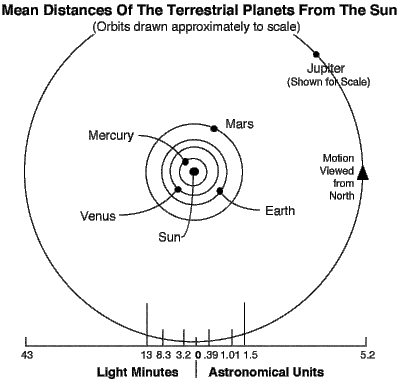 Mean Distances Of The Terrestrial Planets From The Sun
(Orbits drawn approximately to scale)
Jupiter
(Shown for Scale)
Mars
Mercury
Motion
Viewed
from
North
Venus
Earth
Sun
43 13 8.3 3.2 0 .39 1.01 1.5 5.2
Light Minutes Astronomical Units